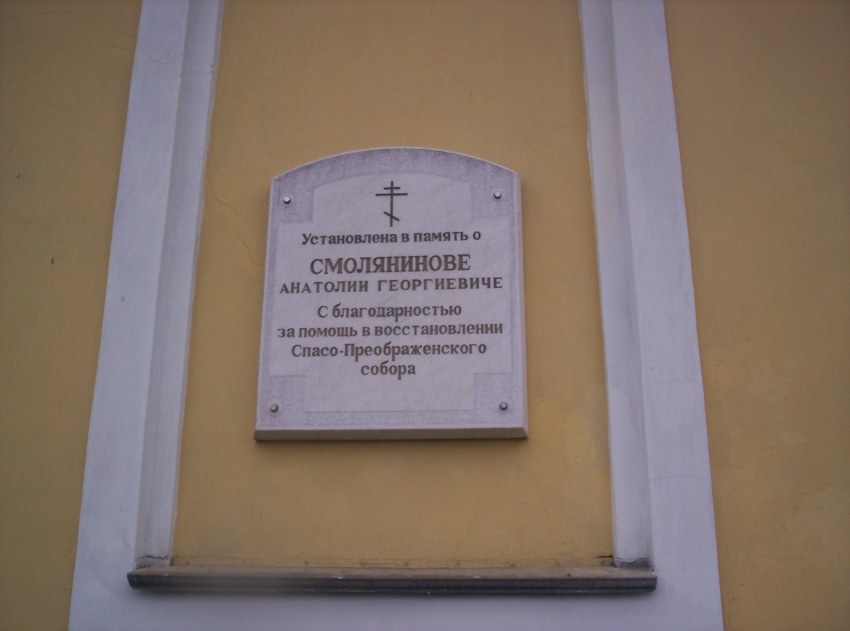 Установлена в память о
СМОЛЯНИНОВЕ
АНАТОЛИИ ГЕОРГИЕВИЧЕ
С благодарностью
за помощь в восстановлении
Спасо-Преображенского
собора